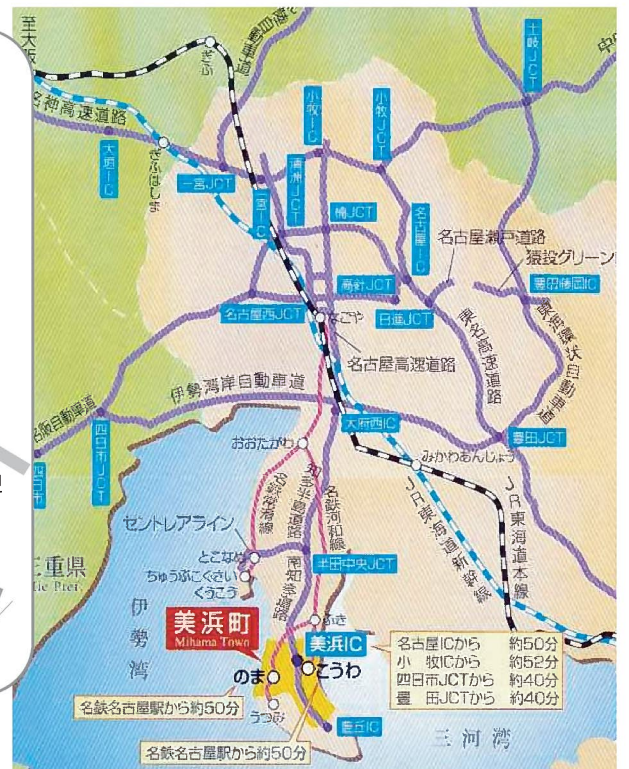 至大阪
ぎふ
名神高速道路
大垣IC
ぎふはしま
一宮JCT
一宮IC
清洲JCT
小牧IC
小牧JCT
土岐JCT
楠JCT
名古屋IC
名古屋瀬戸道路
猿投グリーン
豊田藤岡IC
高針JCT
名古屋西JCT
なごや
日進JCT
名古屋高速道路
東名高速道路
東海環状自動車道
伊勢湾岸自動車道
東名阪自動車道
四日市JCT
四日市
大府西IC
豊田JCT
おおたがわ
みかわあんじょう
名鉄常滑線
知多半島道路
名鉄河和線
JR東海道新幹線
JR東海道本線
セントレアライン
とこなめ
ちゅうぶこくさい
くうこう
南知多道路
半田中央JCT
三重県
伊勢湾
美浜町
Mihama Town
ふき
美浜IC
のま
こうわ
うつみ
豊丘IC
名古屋ICから 約50分
小牧ICから 約52分
四日市JCTから 約40分
豊田JCTから 約40分
名鉄名古屋駅から約50分
名鉄名古屋駅から約50分
三河湾